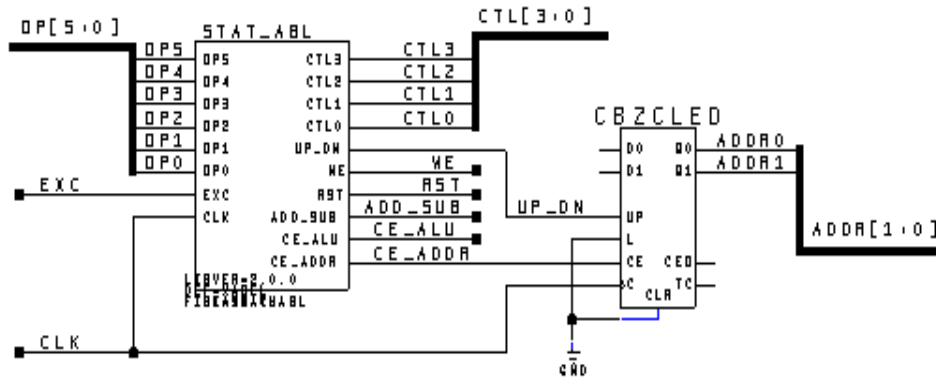 OP[5:0]
STAT_ABL
CTL[3:0]
OP5
OP4
OP3
OP2
OP1
OP0
OP5
OP4
OP3
OP2
OP1
OP0
EXC
CLK
CTL3
CTL2
CTL1
CTL0
UP_DN
WE
RST
ADD_SUB
CE_ALU
CE_ADDR
CTL3
CTL2
CTL1
CTL0
WE
RST
ADD_SUB
CE_ALU
CE_ADDR
EXC
CLK
UP_DN
CB2CLED
D0
D1
UP
L
CE
C
Q0
Q1
CEO
TC
CLR
ADDR0
ADDR1
ADDR[1:0]
GND